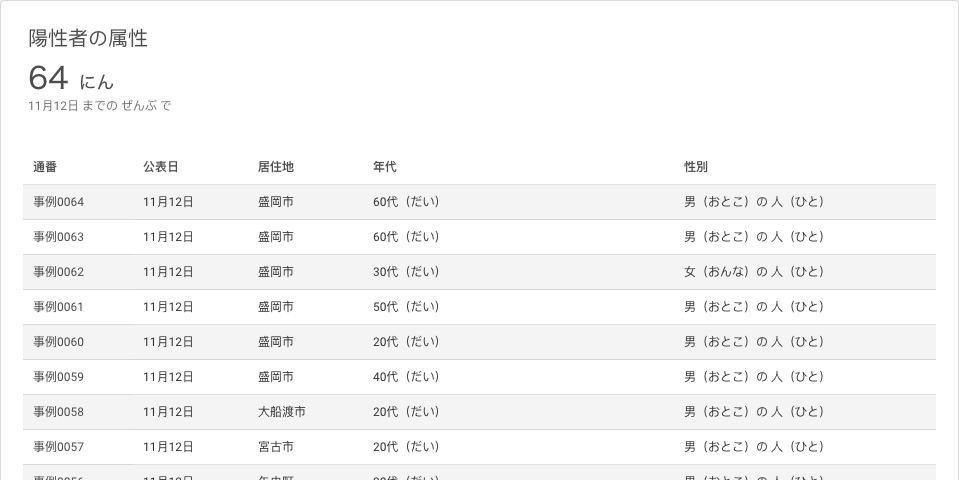 陽性者の属性
64 にん
11月12日 までの ぜんぶ で
通番 公表日 居住地 年代 性別
事例0064 11月12日 盛岡市 60代（だい） 男（おとこ）の 人（ひと）
事例0063 11月12日 盛岡市 60代（だい） 男（おとこ）の 人（ひと）
事例0062 11月12日 盛岡市 30代（だい） 女（おんな）の 人（ひと）
事例0061 11月12日 盛岡市 50代（だい） 男（おとこ）の 人（ひと）
事例0060 11月12日 盛岡市 20代（だい） 男（おとこ）の 人（ひと）
事例0059 11月12日 盛岡市 40代（だい） 男（おとこ）の 人（ひと）
事例0058 11月12日 大船渡市 20代（だい） 男（おとこ）の 人（ひと）
事例0057 11月12日 宮古市 20代（だい） 男（おとこ）の 人（ひと）